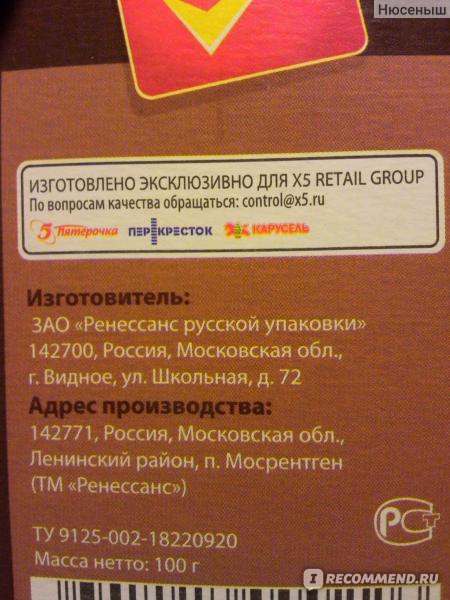 Нюсеныш
ИЗГОТОВЛЕНО ЭКСКЛЮЗИВНО ДЛЯ X5 RETAIL GROUP
По вопросам качества обращаться: control@x5.ru
5 Пятёрочка ПЕРЕКРЕСТОК КАРУСЕЛЬ
Изготовитель:
ЗАО «Ренессанс русской упаковки»
142700, Россия, Московская обл.,
г. Видное, ул. Школьная, д. 72
Адрес производства:
142771, Россия, Московская обл.,
Ленинский район, п. Мосрентген
(ТМ «Ренессанс»)
РСТ
ТУ 9125-002-18220920
Масса нетто: 100 г
IRECOMMEND.RU